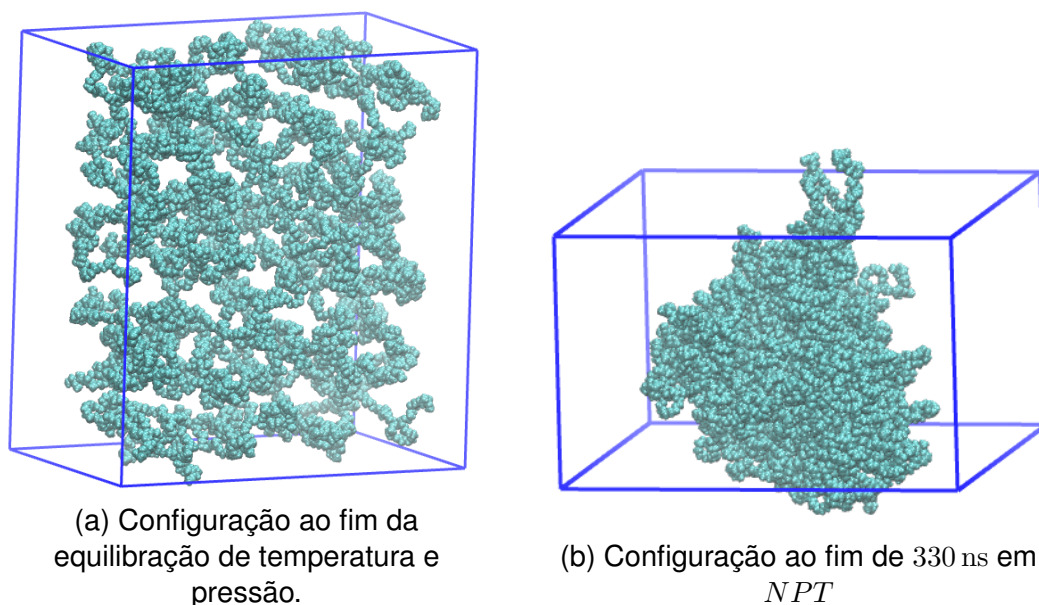 (a) Configuração ao fim da
equilibração de temperatura e
pressão.
(b) Configuração ao fim de 330 ns em
NPT